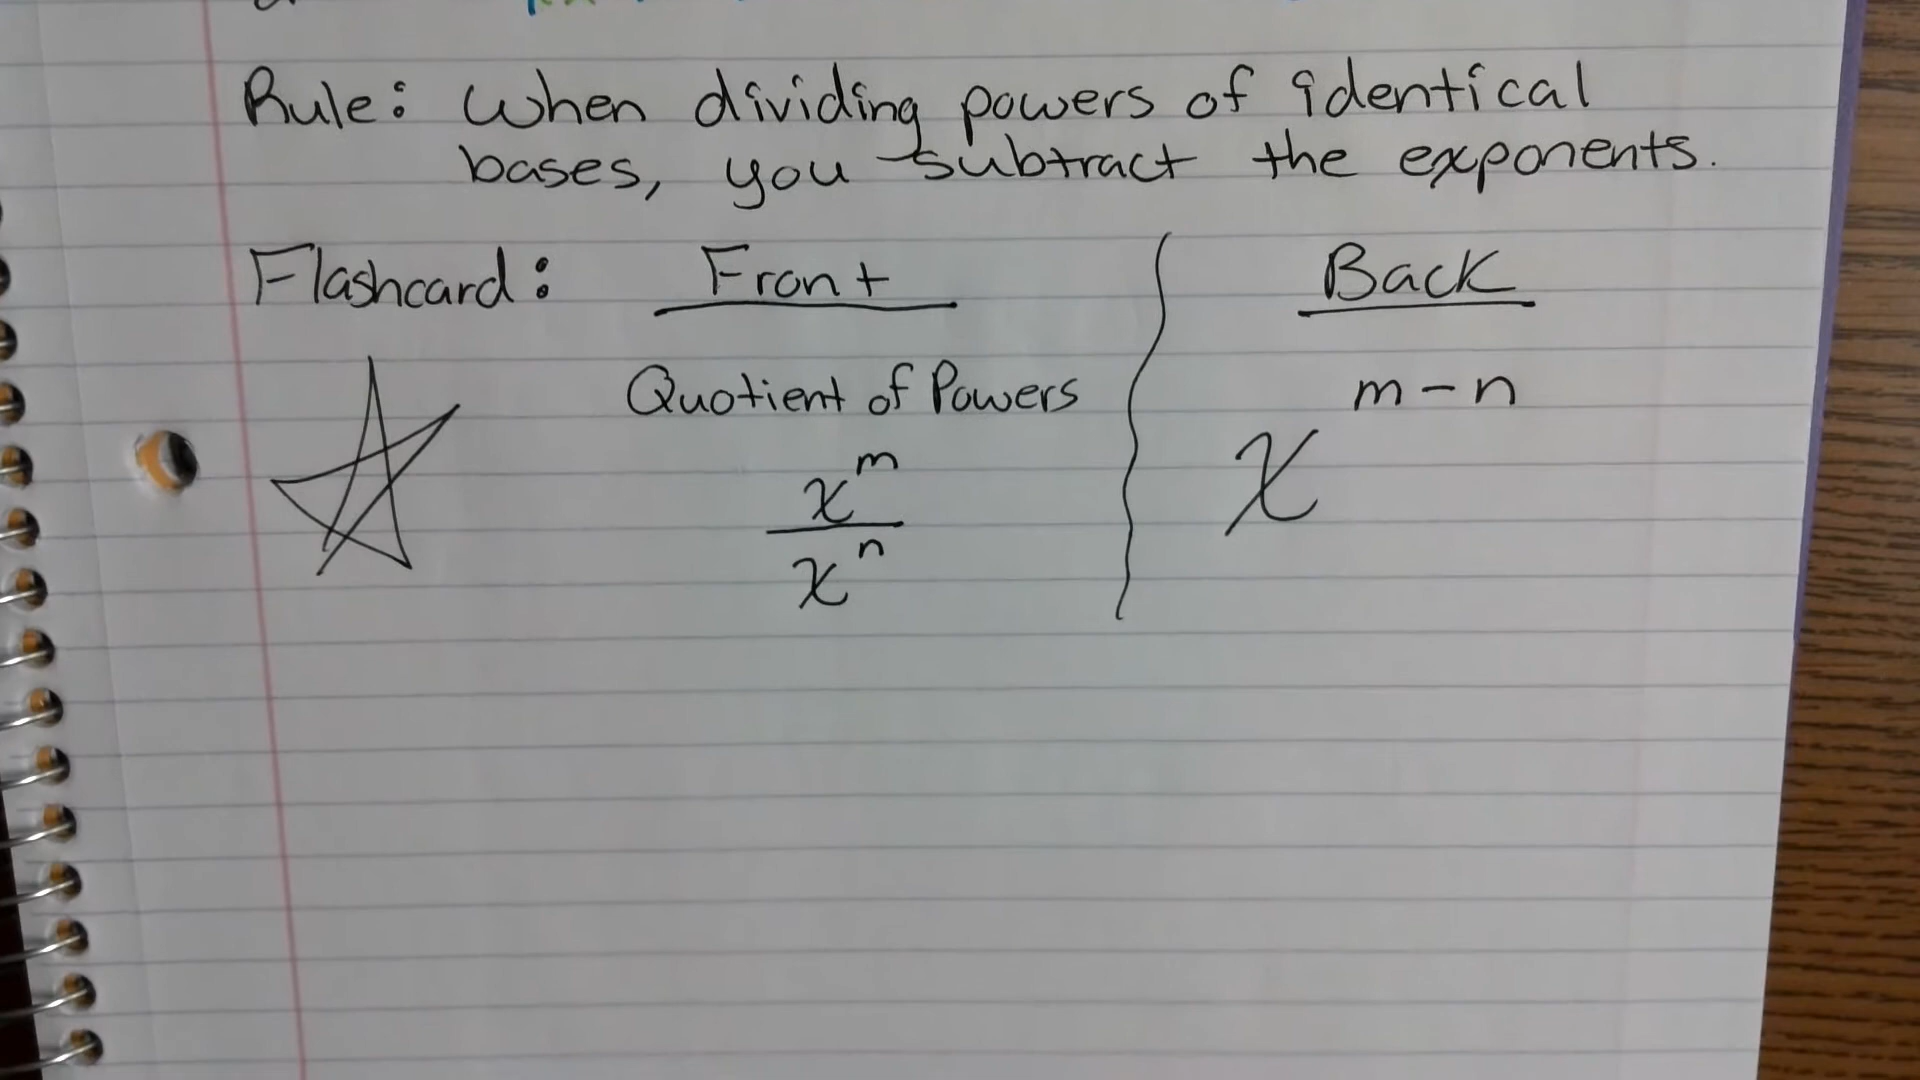 Rule: When dividing powers of identical
bases, you subtract the exponents.
Flashcard: Front Back
Quotient of Powers
x^m / x^n
x^(m-n)